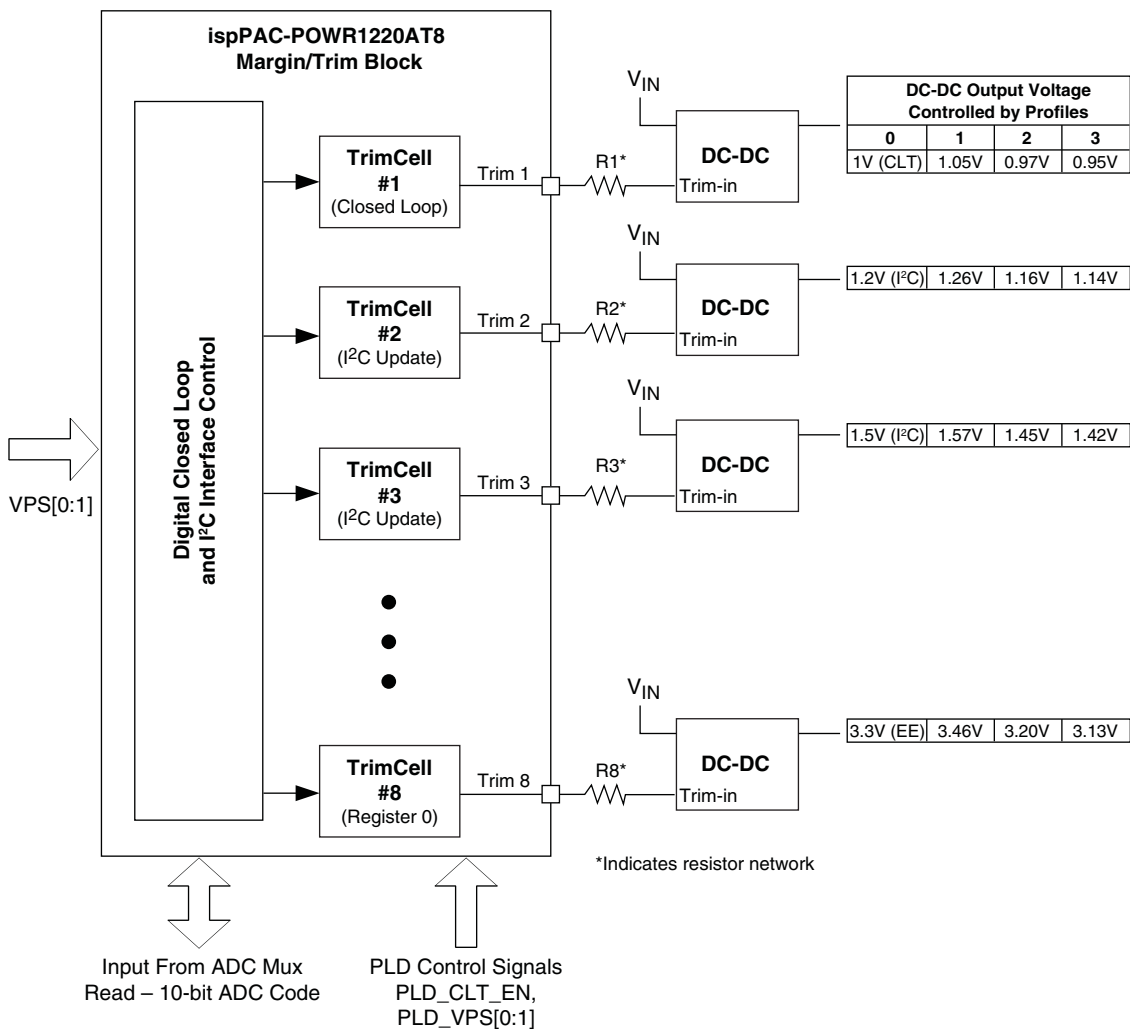 ispPAC-POWR1220AT8
Margin/Trim Block
Digital Closed Loop
and I²C Interface Control
VPS[0:1]
TrimCell
#1
(Closed Loop)
Trim 1
R1*
VIN
DC-DC
Trim-in
DC-DC Output Voltage
Controlled by Profiles
0 1 2 3
1V (CLT) 1.05V 0.97V 0.95V
TrimCell
#2
(I²C Update)
Trim 2
R2*
VIN
DC-DC
Trim-in
1.2V (I²C) 1.26V 1.16V 1.14V
TrimCell
#3
(I²C Update)
Trim 3
R3*
VIN
DC-DC
Trim-in
1.5V (I²C) 1.57V 1.45V 1.42V
TrimCell
#8
(Register 0)
Trim 8
R8*
VIN
DC-DC
Trim-in
3.3V (EE) 3.46V 3.20V 3.13V
*Indicates resistor network
Input From ADC Mux
Read – 10-bit ADC Code
PLD Control Signals
PLD_CLT_EN,
PLD_VPS[0:1]